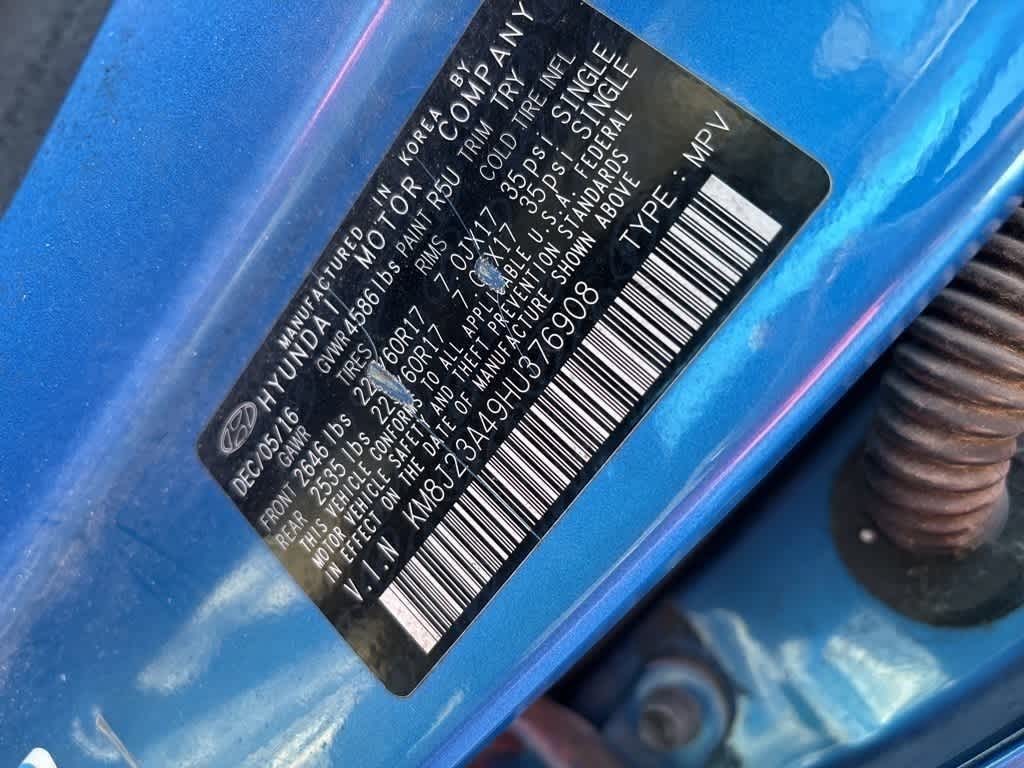 MANUFACTURED IN KOREA BY
HYUNDAI MOTOR COMPANY
DEC/05/16 GVWR 4586 lbs PAINT R5U TRIM TRY
GAWR TIRES RIMS COLD TIRE INFL
FRONT 2646 lbs 7.0JX17 35psi SINGLE
REAR 2535 lbs 35psi SINGLE
THIS VEHICLE CONFORMS TO ALL APPLICABLE U.S.A. FEDERAL
MOTOR VEHICLE SAFETY AND THEFT PREVENTION STANDARDS
IN EFFECT ON THE DATE OF MANUFACTURE SHOWN ABOVE
V.I.N KM8J23A49HU376908 TYPE : MPV